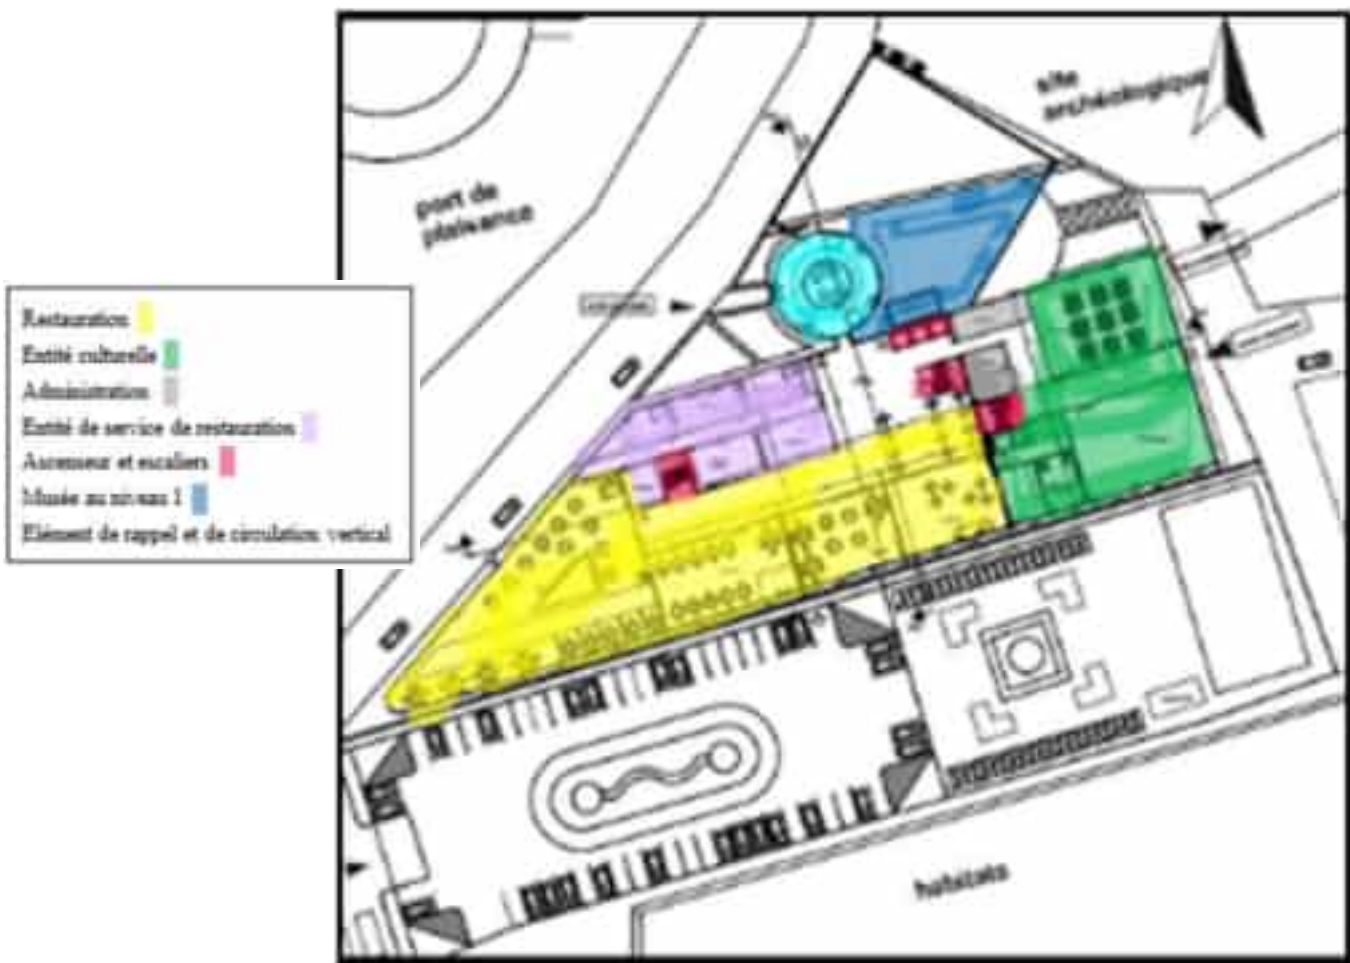 site
archéologique
port de
plaisance
Restauration
Entité culturelle
Administration
Entité de service de restauration
Ascenseur et escaliers
Musée au niveau 1
Elément de rappel et de circulation vertical